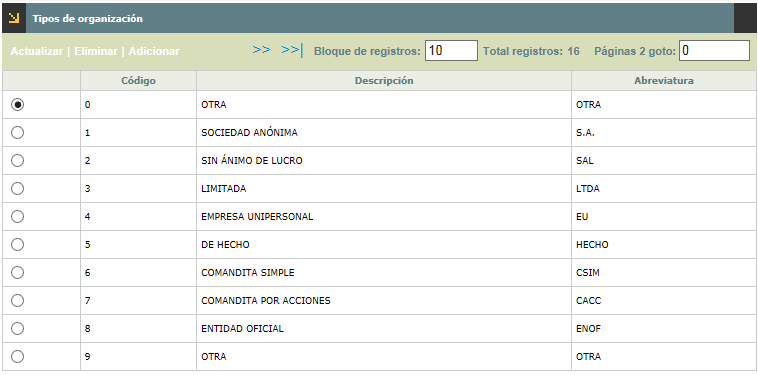 Tipos de organización
Actualizar | Eliminar | Adicionar >> >>| Bloque de registros: 10 Total registros: 16 Páginas 2 goto: 0
Código Descripción Abreviatura
0 OTRA OTRA
1 SOCIEDAD ANÓNIMA S.A.
2 SIN ÁNIMO DE LUCRO SAL
3 LIMITADA LTDA
4 EMPRESA UNIPERSONAL EU
5 DE HECHO HECHO
6 COMANDITA SIMPLE CSIM
7 COMANDITA POR ACCIONES CACC
8 ENTIDAD OFICIAL ENOF
9 OTRA OTRA